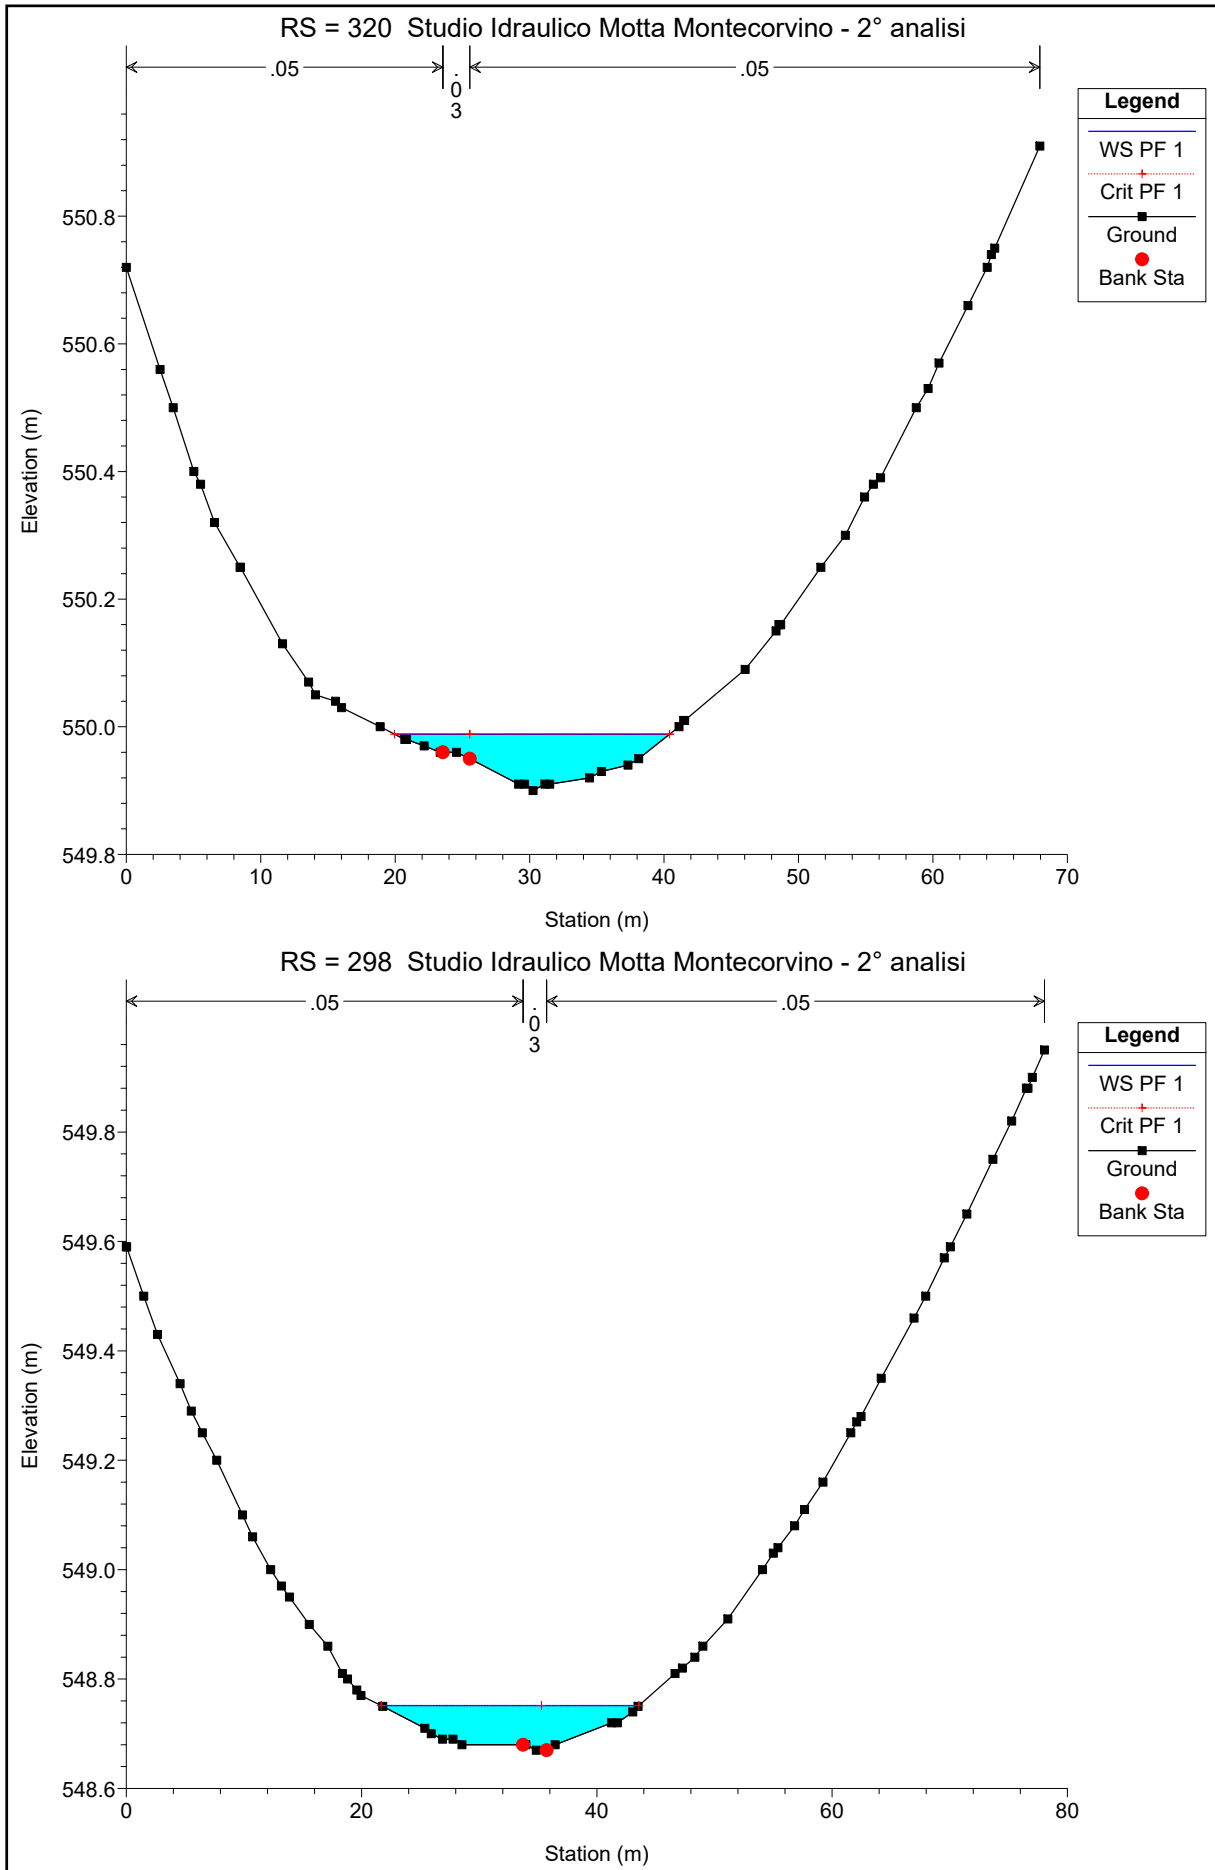 RS = 320 Studio Idraulico Motta Montecorvino - 2° analisi
.05
.03
.05
Legend
WS PF 1
Crit PF 1
Ground
Bank Sta
Elevation (m)
550.8
550.6
550.4
550.2
550.0
549.8
0 10 20 30 40 50 60 70
Station (m)
RS = 298 Studio Idraulico Motta Montecorvino - 2° analisi
.05
.03
.05
Legend
WS PF 1
Crit PF 1
Ground
Bank Sta
Elevation (m)
549.8
549.6
549.4
549.2
549.0
548.8
548.6
0 20 40 60 80
Station (m)